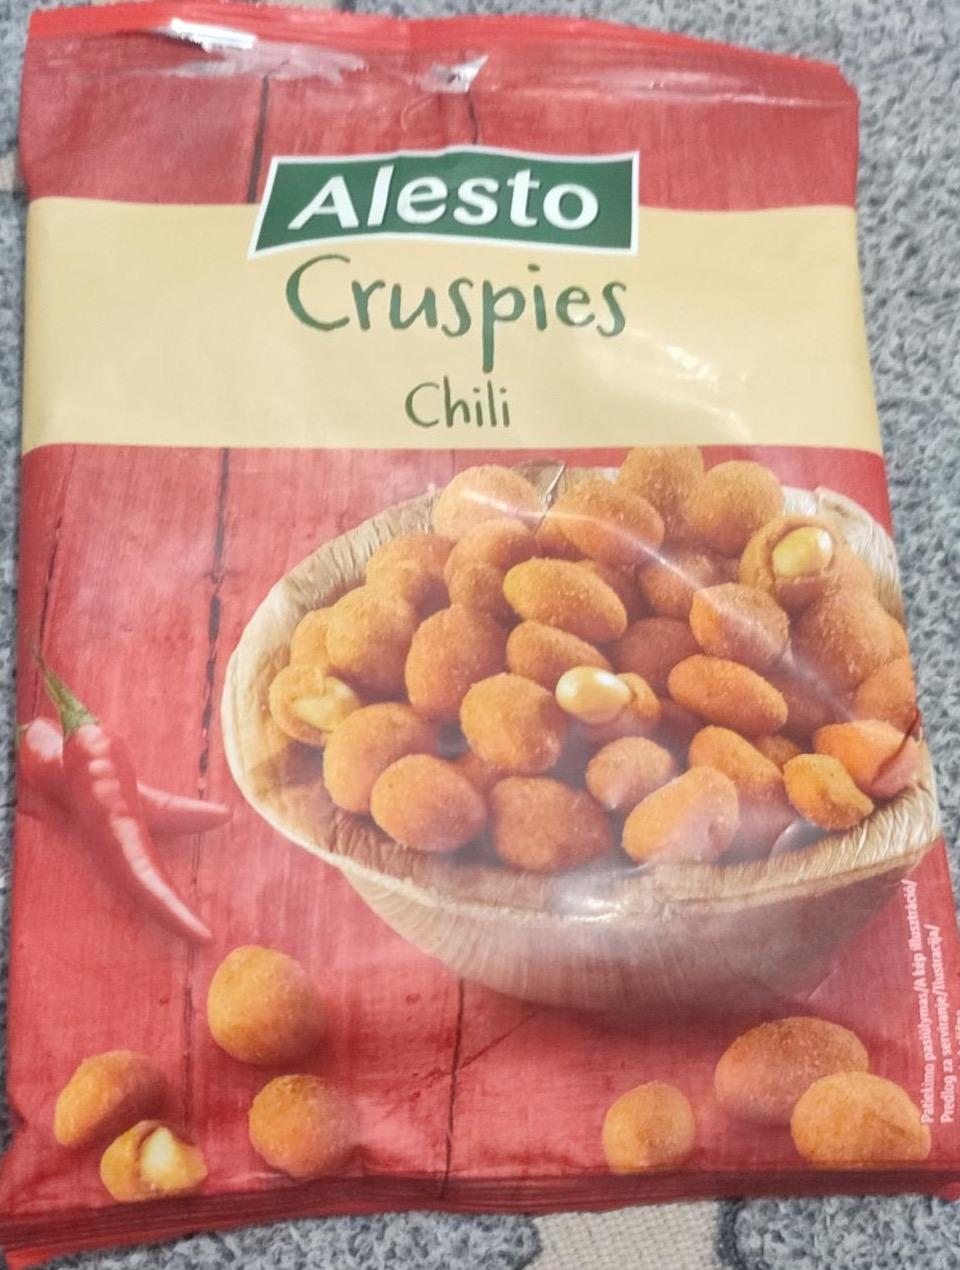 Alesto
Cruspies
Chili
Patiekimo pasiūlymas/A kép illusztráció/
Predlog za serviranje/Ilustracija/